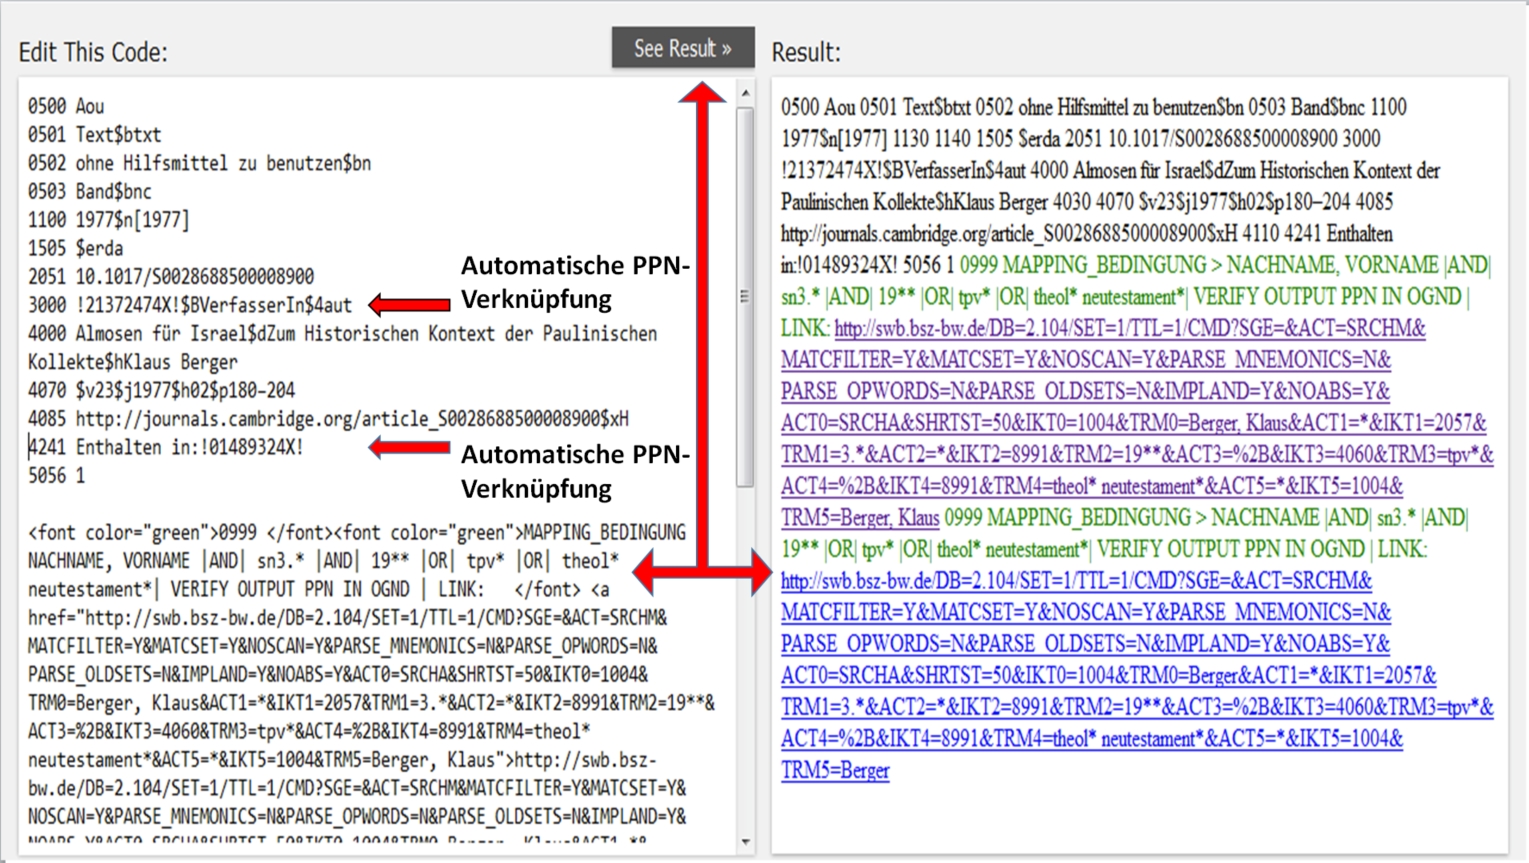 Edit This Code:
See Result »
0500 Aou
0501 Text$btxt
0502 ohne Hilfsmittel zu benutzen$bn
0503 Band$bnc
1100 1977$n[1977]
1505 $erda
2051 10.1017/S0028688500008900
3000 !21372474X!$BVerfasserIn$4aut
4000 Almosen für Israel$dZum Historischen Kontext der Paulinischen
Kollekte$hKlaus Berger
4070 $v23$j1977$h02$p180–204
4085 http://journals.cambridge.org/article_S0028688500008900$xH
4241 Enthalten in:!01489324X!
5056 1
<font color="green">0999 </font><font color="green">MAPPING_BEDINGUNG
NACHNAME, VORNAME |AND| sn3.* |AND| 19** |OR| tpv* |OR| theol*
neutestament*| VERIFY OUTPUT PPN IN OGND | LINK: </font> <a
href="http://swb.bsz-bw.de/DB=2.104/SET=1/TTL=1/CMD?SGE=&ACT=SRCHM&
MATCFILTER=Y&MATCSET=Y&NOSCAN=Y&PARSE_MNEMONICS=N&PARSE_OPWORDS=N&
PARSE_OLDSETS=N&IMPLAND=Y&NOABS=Y&ACT0=SRCHA&SHRTST=50&IKT0=1004&
TRM0=Berger, Klaus&ACT1=*&IKT1=2057&TRM1=3.*&ACT2=*&IKT2=8991&TRM2=19**&
ACT3=%2B&IKT3=4060&TRM3=tpv*&ACT4=%2B&IKT4=8991&TRM4=theol*
neutestament*&ACT5=*&IKT5=1004&TRM5=Berger, Klaus">http://swb.bsz-
bw.de/DB=2.104/SET=1/TTL=1/CMD?SGE=&ACT=SRCHM&MATCFILTER=Y&MATCSET=Y&
NOSCAN=Y&PARSE_MNEMONICS=N&PARSE_OPWORDS=N&PARSE_OLDSETS=N&IMPLAND=Y&
Automatische PPN-
Verknüpfung
Automatische PPN-
Verknüpfung
Result:
0500 Aou 0501 Text$btxt 0502 ohne Hilfsmittel zu benutzen$bn 0503 Band$bnc 1100
1977$n[1977] 1130 1140 1505 $erda 2051 10.1017/S0028688500008900 3000
!21372474X!$BVerfasserIn$4aut 4000 Almosen für Israel$dZum Historischen Kontext der
Paulinischen Kollekte$hKlaus Berger 4030 4070 $v23$j1977$h02$p180–204 4085
http://journals.cambridge.org/article_S0028688500008900$xH 4110 4241 Enthalten
in:!01489324X! 5056 1 0999 MAPPING_BEDINGUNG > NACHNAME, VORNAME |AND|
sn3.* |AND| 19** |OR| tpv* |OR| theol* neutestament*| VERIFY OUTPUT PPN IN OGND |
LINK: http://swb.bsz-bw.de/DB=2.104/SET=1/TTL=1/CMD?SGE=&ACT=SRCHM&
MATCFILTER=Y&MATCSET=Y&NOSCAN=Y&PARSE_MNEMONICS=N&
PARSE_OPWORDS=N&PARSE_OLDSETS=N&IMPLAND=Y&NOABS=Y&
ACT0=SRCHA&SHRTST=50&IKT0=1004&TRM0=Berger, Klaus&ACT1=*&IKT1=2057&
TRM1=3.*&ACT2=*&IKT2=8991&TRM2=19**&ACT3=%2B&IKT3=4060&TRM3=tpv*&
ACT4=%2B&IKT4=8991&TRM4=theol* neutestament*&ACT5=*&IKT5=1004&
TRM5=Berger, Klaus 0999 MAPPING_BEDINGUNG > NACHNAME |AND| sn3.* |AND|
19** |OR| tpv* |OR| theol* neutestament*| VERIFY OUTPUT PPN IN OGND | LINK:
http://swb.bsz-bw.de/DB=2.104/SET=1/TTL=1/CMD?SGE=&ACT=SRCHM&
MATCFILTER=Y&MATCSET=Y&NOSCAN=Y&PARSE_MNEMONICS=N&
PARSE_OPWORDS=N&PARSE_OLDSETS=N&IMPLAND=Y&NOABS=Y&
ACT0=SRCHA&SHRTST=50&IKT0=1004&TRM0=Berger&ACT1=*&IKT1=2057&
TRM1=3.*&ACT2=*&IKT2=8991&TRM2=19**&ACT3=%2B&IKT3=4060&TRM3=tpv*&
ACT4=%2B&IKT4=8991&TRM4=theol* neutestament*&ACT5=*&IKT5=1004&
TRM5=Berger